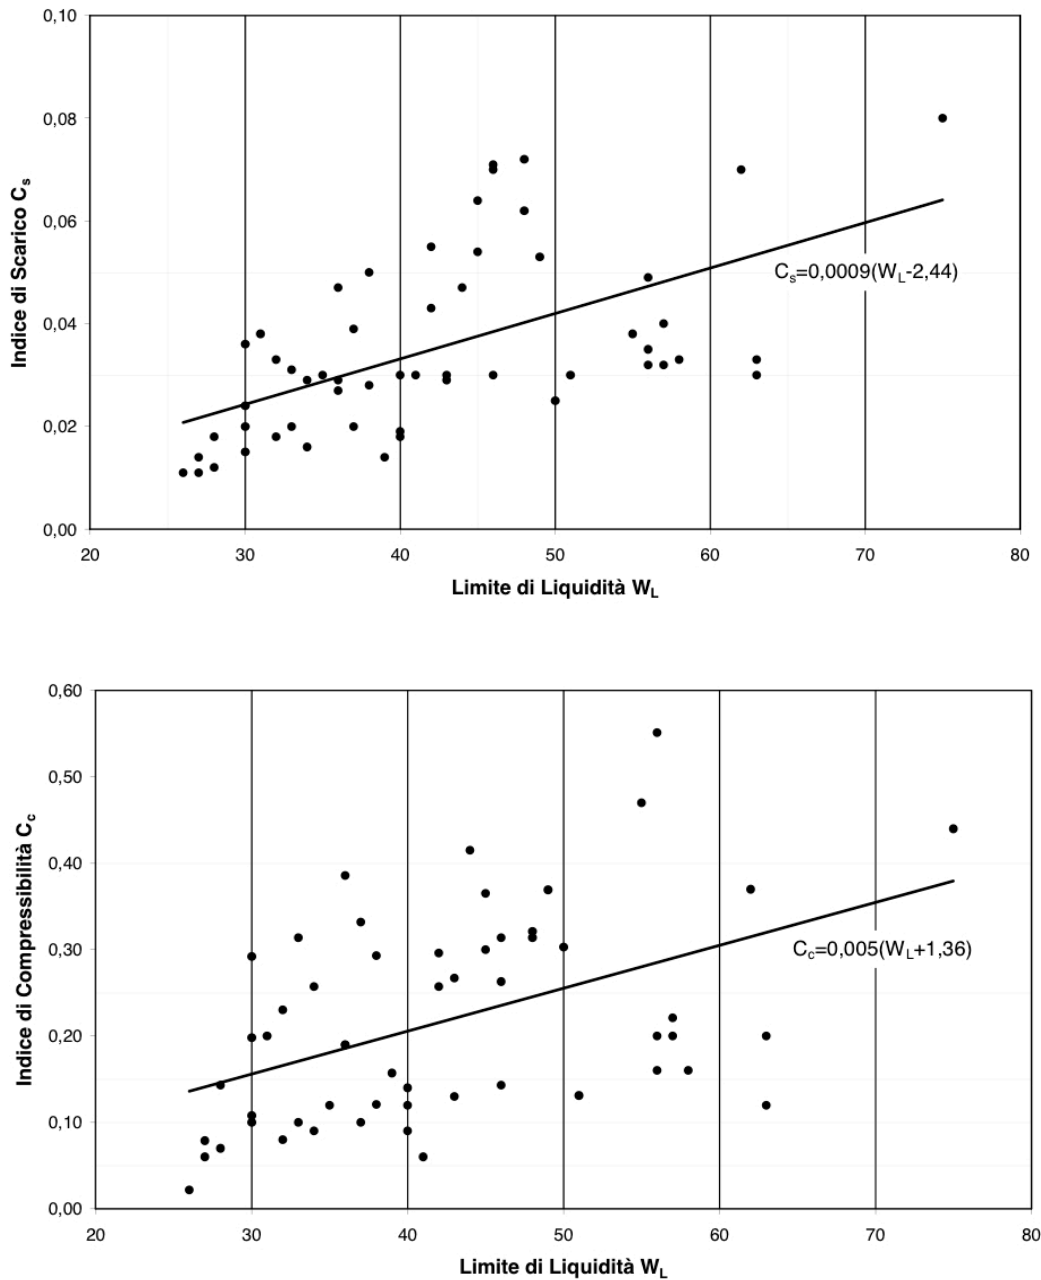 0,10
0,08
0,06
0,04
0,02
0,00
Indice di Scarico Cs
Cs=0,0009(WL-2,44)
20 30 40 50 60 70 80
Limite di Liquidità WL
0,60
0,50
0,40
0,30
0,20
0,10
0,00
Indice di Compressibilità Cc
Cc=0,005(WL+1,36)
20 30 40 50 60 70 80
Limite di Liquidità WL